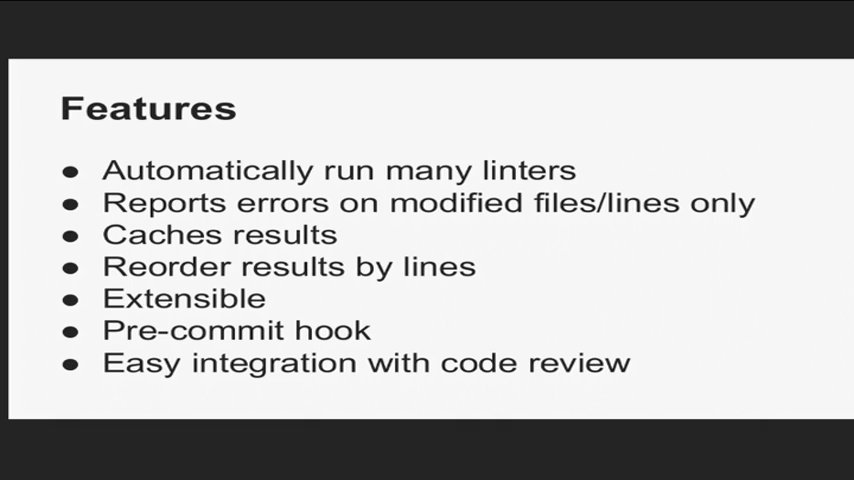 Features
● Automatically run many linters
● Reports errors on modified files/lines only
● Caches results
● Reorder results by lines
● Extensible
● Pre-commit hook
● Easy integration with code review